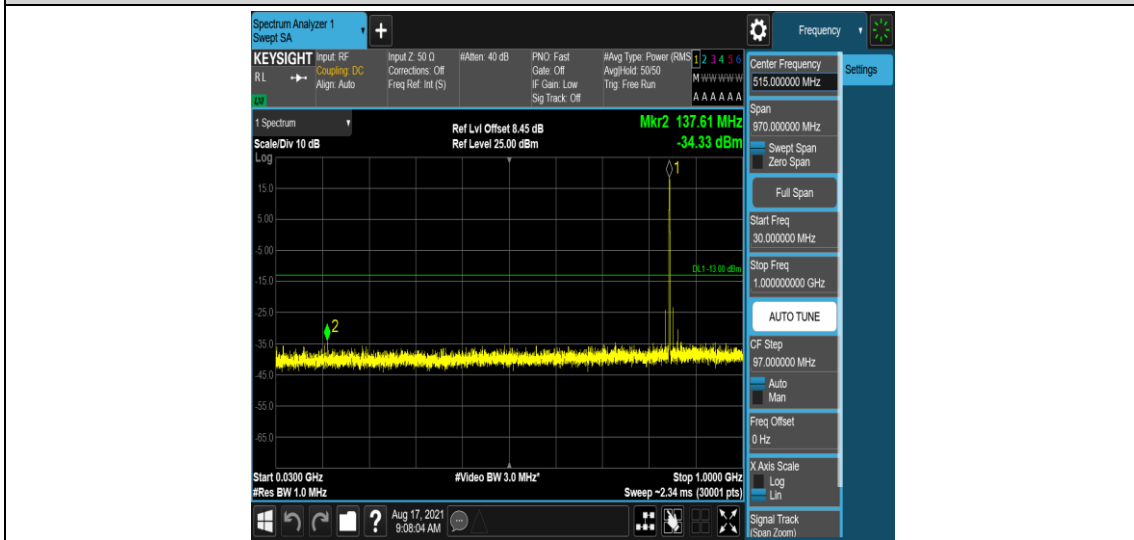 Spectrum Analyzer 1
Swept SA
+
Frequency
KEYSIGHT
RL
Input: RF
Coupling: DC
Align: Auto
Input Z: 50 Ω
Corrections: Off
Freq Ref: Int (S)
#Atten: 40 dB
PNO: Fast
Gate: Off
IF Gain: Low
Sig Track: Off
#Avg Type: Power (RMS
Avg|Hold: 50/50
Trig: Free Run
1 2 3 4 5 6
M W W W W W
A A A A A A
1 Spectrum
Scale/Div 10 dB
Log
Ref Lvl Offset 8.45 dB
Ref Level 25.00 dBm
Mkr2 137.61 MHz
-34.33 dBm
1
15.0
5.00
-5.00
DL1 -13.00 dBm
-15.0
-25.0
2
-35.0
-45.0
-55.0
-65.0
Start 0.0300 GHz
#Res BW 1.0 MHz
#Video BW 3.0 MHz*
Stop 1.0000 GHz
Sweep ~2.34 ms (30001 pts)
?
Aug 17, 2021
9:08:04 AM
Center Frequency
515.000000 MHz
Settings
Span
970.000000 MHz
Swept Span
Zero Span
Full Span
Start Freq
30.000000 MHz
Stop Freq
1.000000000 GHz
AUTO TUNE
CF Step
97.000000 MHz
Auto
Man
Freq Offset
0 Hz
X Axis Scale
Log
Lin
Signal Track
(Span Zoom)